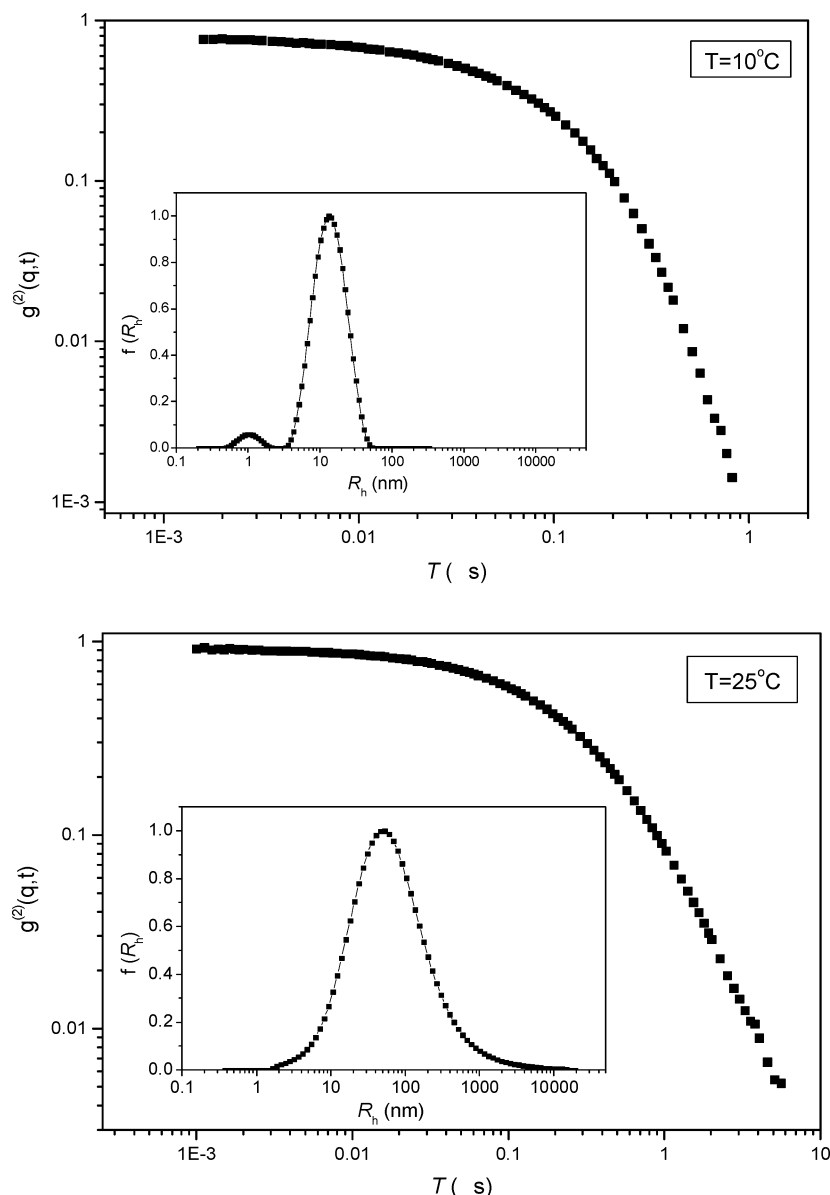 T=10°C
1
0.1
0.01
1E-3
g(2)(q,t)
1.0
0.8
0.6
0.4
0.2
0.0
f (Rh)
0.1 1 10 100 1000 10000
Rh (nm)
1E-3 0.01 0.1 1
T ( s)
T=25°C
1
0.1
0.01
g(2)(q,t)
1.0
0.8
0.6
0.4
0.2
0.0
f (Rh)
0.1 1 10 100 1000 10000
Rh (nm)
1E-3 0.01 0.1 1 10
T ( s)